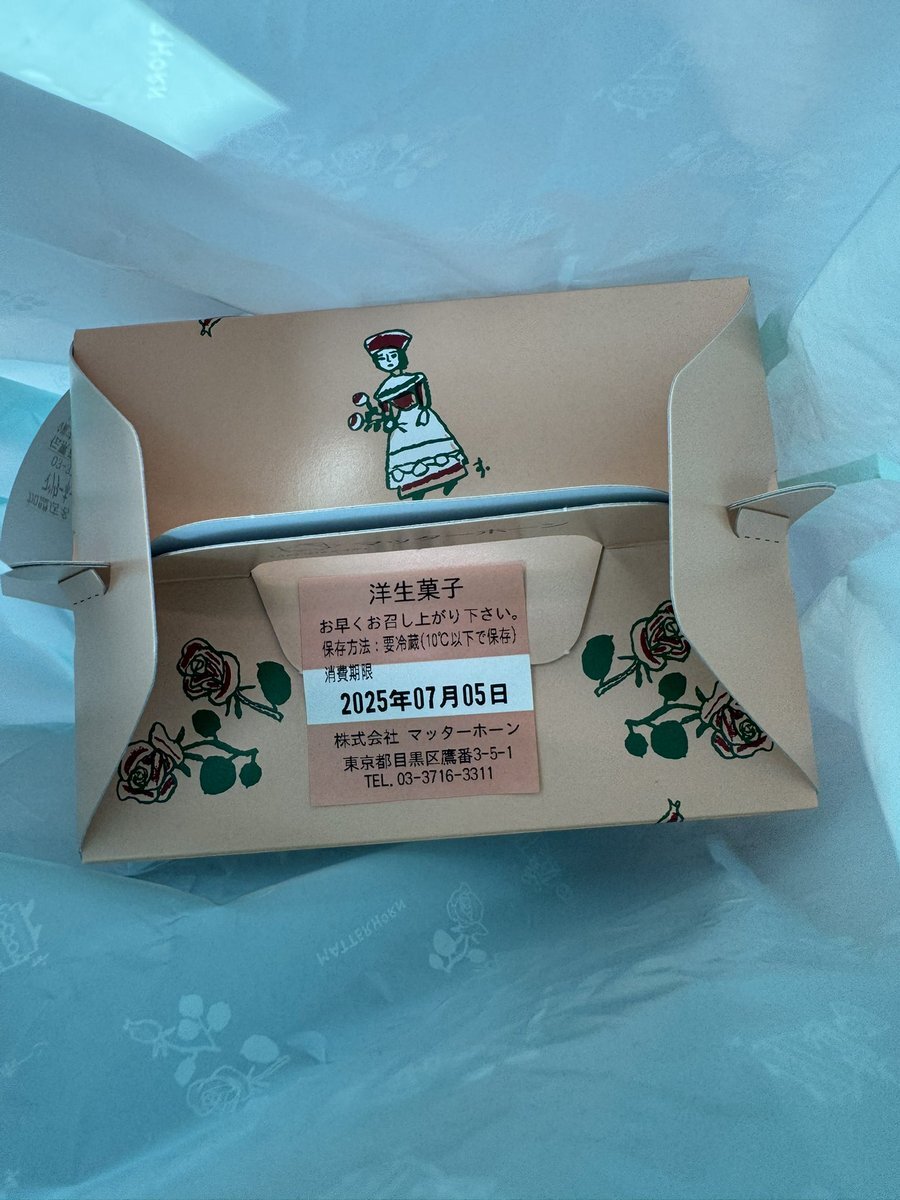 洋生菓子
お早くお召し上がり下さい。
保存方法：要冷蔵(10℃以下で保存)
消費期限
2025年07月05日
株式会社 マッターホーン
東京都目黒区鷹番3-5-1
TEL. 03-3716-3311
MATTERHORN